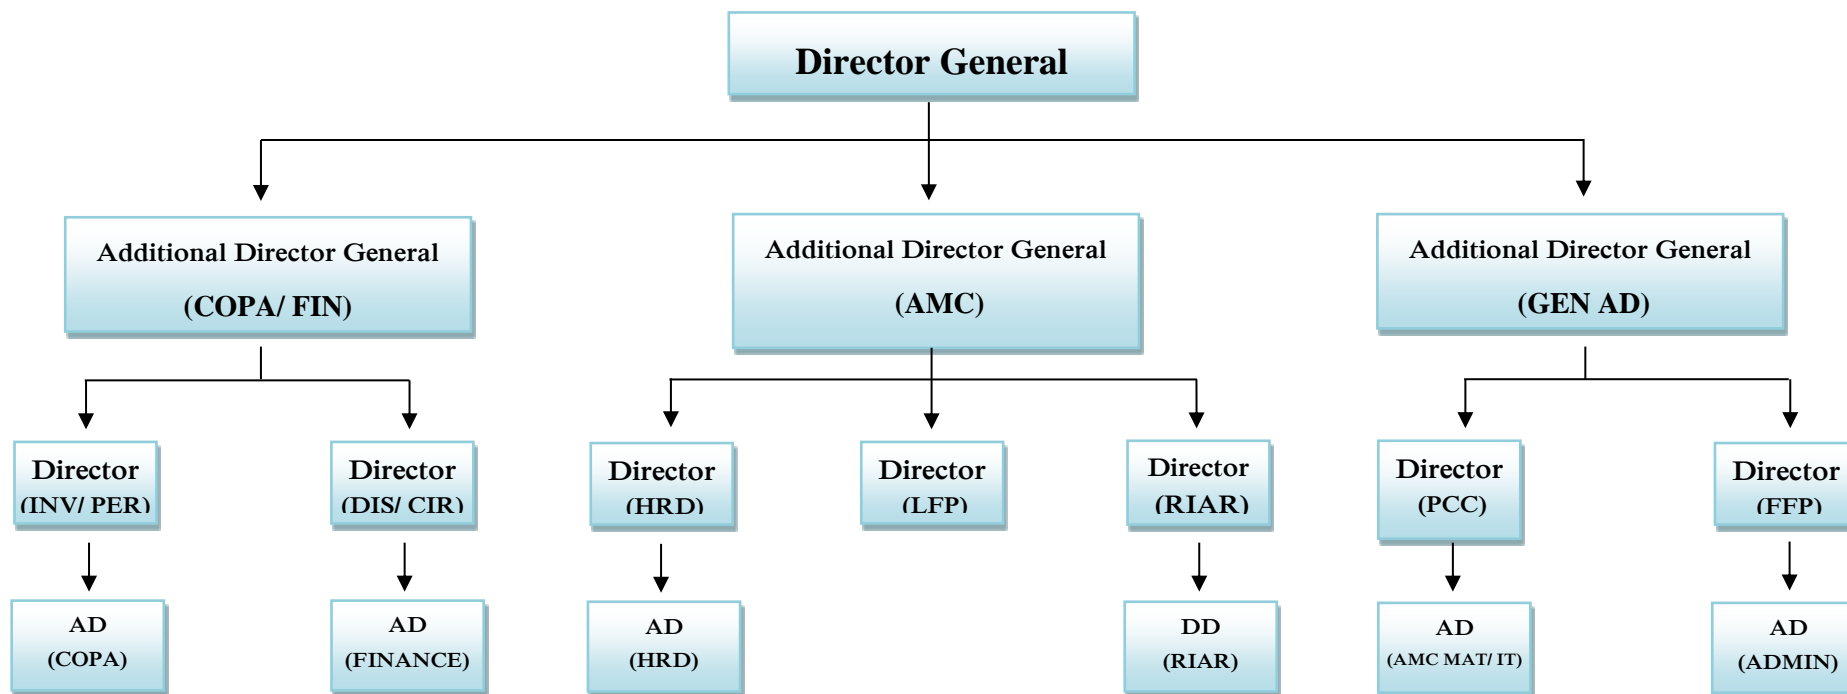 Director General
Additional Director General
(COPA/ FIN)
Additional Director General
(AMC)
Additional Director General
(GEN AD)
Director
(INV/ PER)
Director
(DIS/ CIR)
Director
(HRD)
Director
(LFP)
Director
(RIAR)
Director
(PCC)
Director
(FFP)
AD
(COPA)
AD
(FINANCE)
AD
(HRD)
DD
(RIAR)
AD
(AMC MAT/ IT)
AD
(ADMIN)